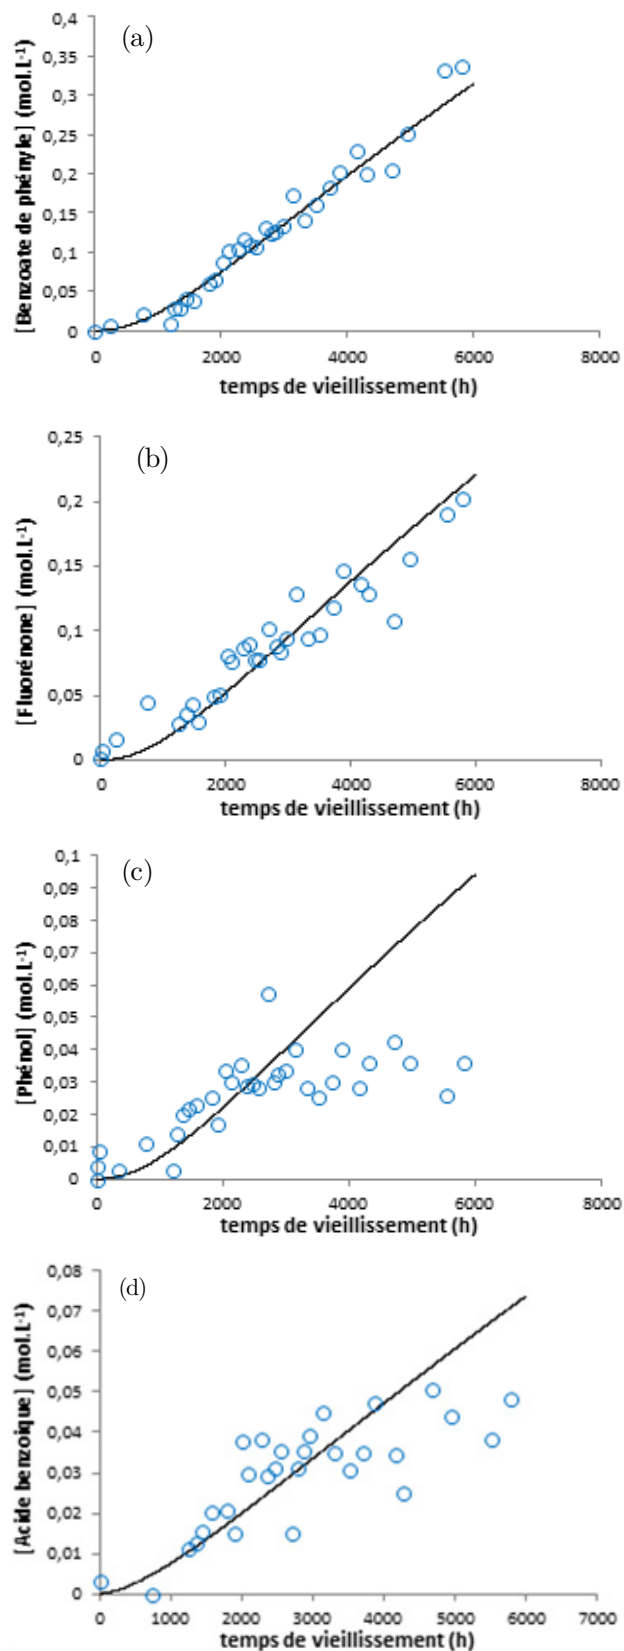 (a)
[Benzoate de phényle] (mol.L-1)
0,4
0,35
0,3
0,25
0,2
0,15
0,1
0,05
0
0 2000 4000 6000 8000
temps de vieillissement (h)
(b)
[Fluorénone] (mol.L-1)
0,25
0,2
0,15
0,1
0,05
0
0 2000 4000 6000 8000
temps de vieillissement (h)
(c)
[Phénol] (mol.L-1)
0,1
0,09
0,08
0,07
0,06
0,05
0,04
0,03
0,02
0,01
0
0 2000 4000 6000 8000
temps de vieillissement (h)
(d)
[Acide benzoique] (mol.L-1)
0,08
0,07
0,06
0,05
0,04
0,03
0,02
0,01
0
0 1000 2000 3000 4000 5000 6000 7000
temps de vieillissement (h)